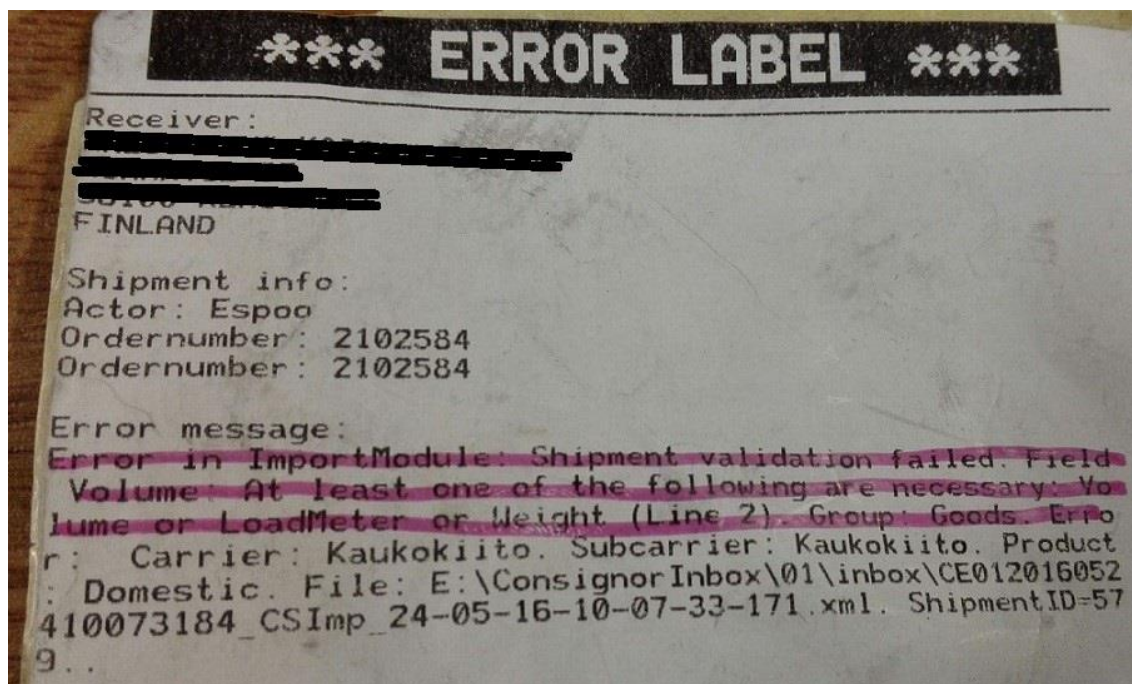 *** ERROR LABEL ***
Receiver:
FINLAND
Shipment info:
Actor: Espoo
Ordernumber: 2102584
Ordernumber: 2102584
Error message:
Error in ImportModule: Shipment validation failed. Field
Volume: At least one of the following are necessary: Vo
lume or LoadMeter or Weight (Line 2). Group: Goods. Erro
r:  Carrier: Kaukokiito. Subcarrier: Kaukokiito. Product
: Domestic. File: E:\ConsignorInbox\01\inbox\CE012016052
410073184_CSImp_24-05-16-10-07-33-171.xml. ShipmentID=57
9..